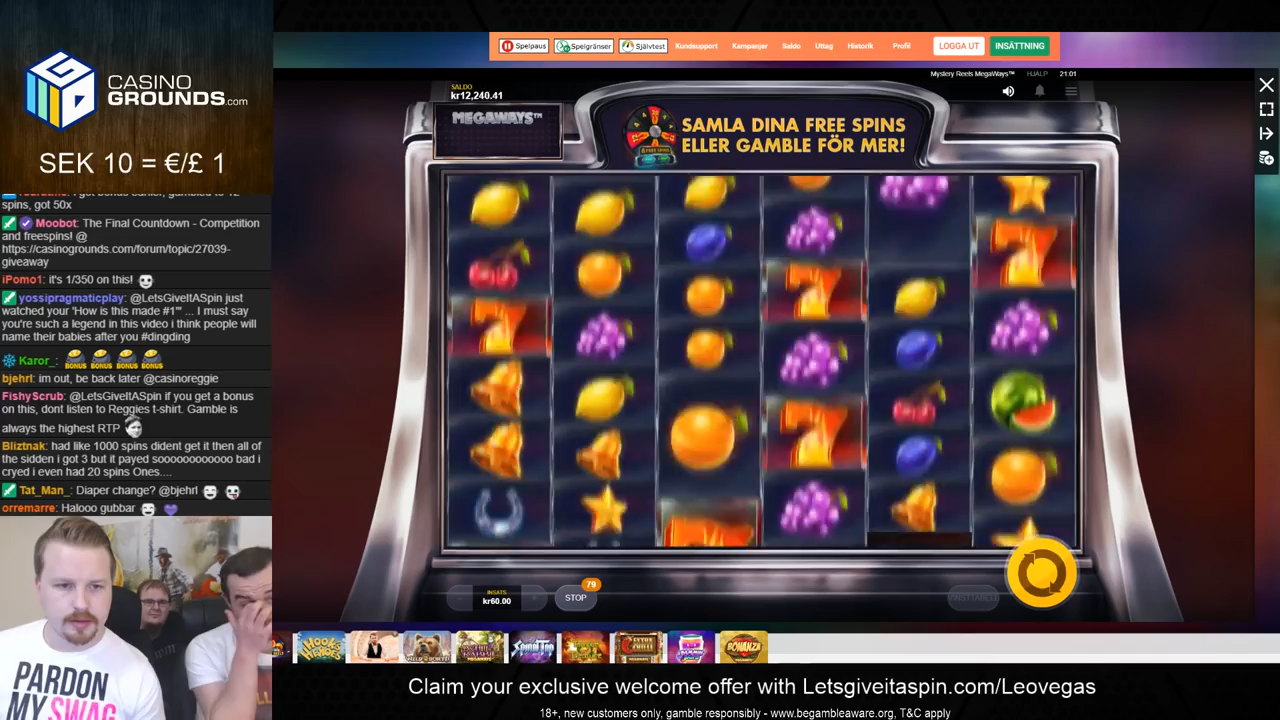 CASINO
GROUNDS.com
SEK 10 = €/£ 1
spins, got 50x
Moobot: The Final Countdown - Competition
and freespins! @
https://casinogrounds.com/forum/topic/27039-
giveaway
iPomo1: it's 1/350 on this!
yossipragmaticplay: @LetsGiveItASpin just
watched your 'How is this made #1'" ... I must say
you're such a legend in this video i think people will
name their babies after you #dingding
Karor_:
bjehrl: im out, be back later @casinoreggie
FishyScrub: @LetsGiveItASpin if you get a bonus
on this, dont listen to Reggies t-shirt. Gamble is
always the highest RTP
Bliztnak: had like 1000 spins dident get it then all of
the sidden i got 3 but it payed sooooooooooo bad i
cryed i even had 20 spins Ones....
Tat_Man_: Diaper change? @bjehrl
orremarre: Halooo gubbar
PARDON
MY
SWAG
Spelpaus Spelgränser Självtest Kundsupport Kampanjer Saldo Uttag Historik Profil LOGGA UT INSÄTTNING
Mystery Reels MegaWays™ HJÄLP 21:01
SALDO
kr12,240.41
MEGAWAYS™
SAMLA DINA FREE SPINS
ELLER GAMBLE FÖR MER!
INSATS
kr60.00
STOP
79
BONANZA
Claim your exclusive welcome offer with Letsgiveitaspin.com/Leovegas
18+, new customers only, gamble responsibly - www.begambleaware.org, T&C apply